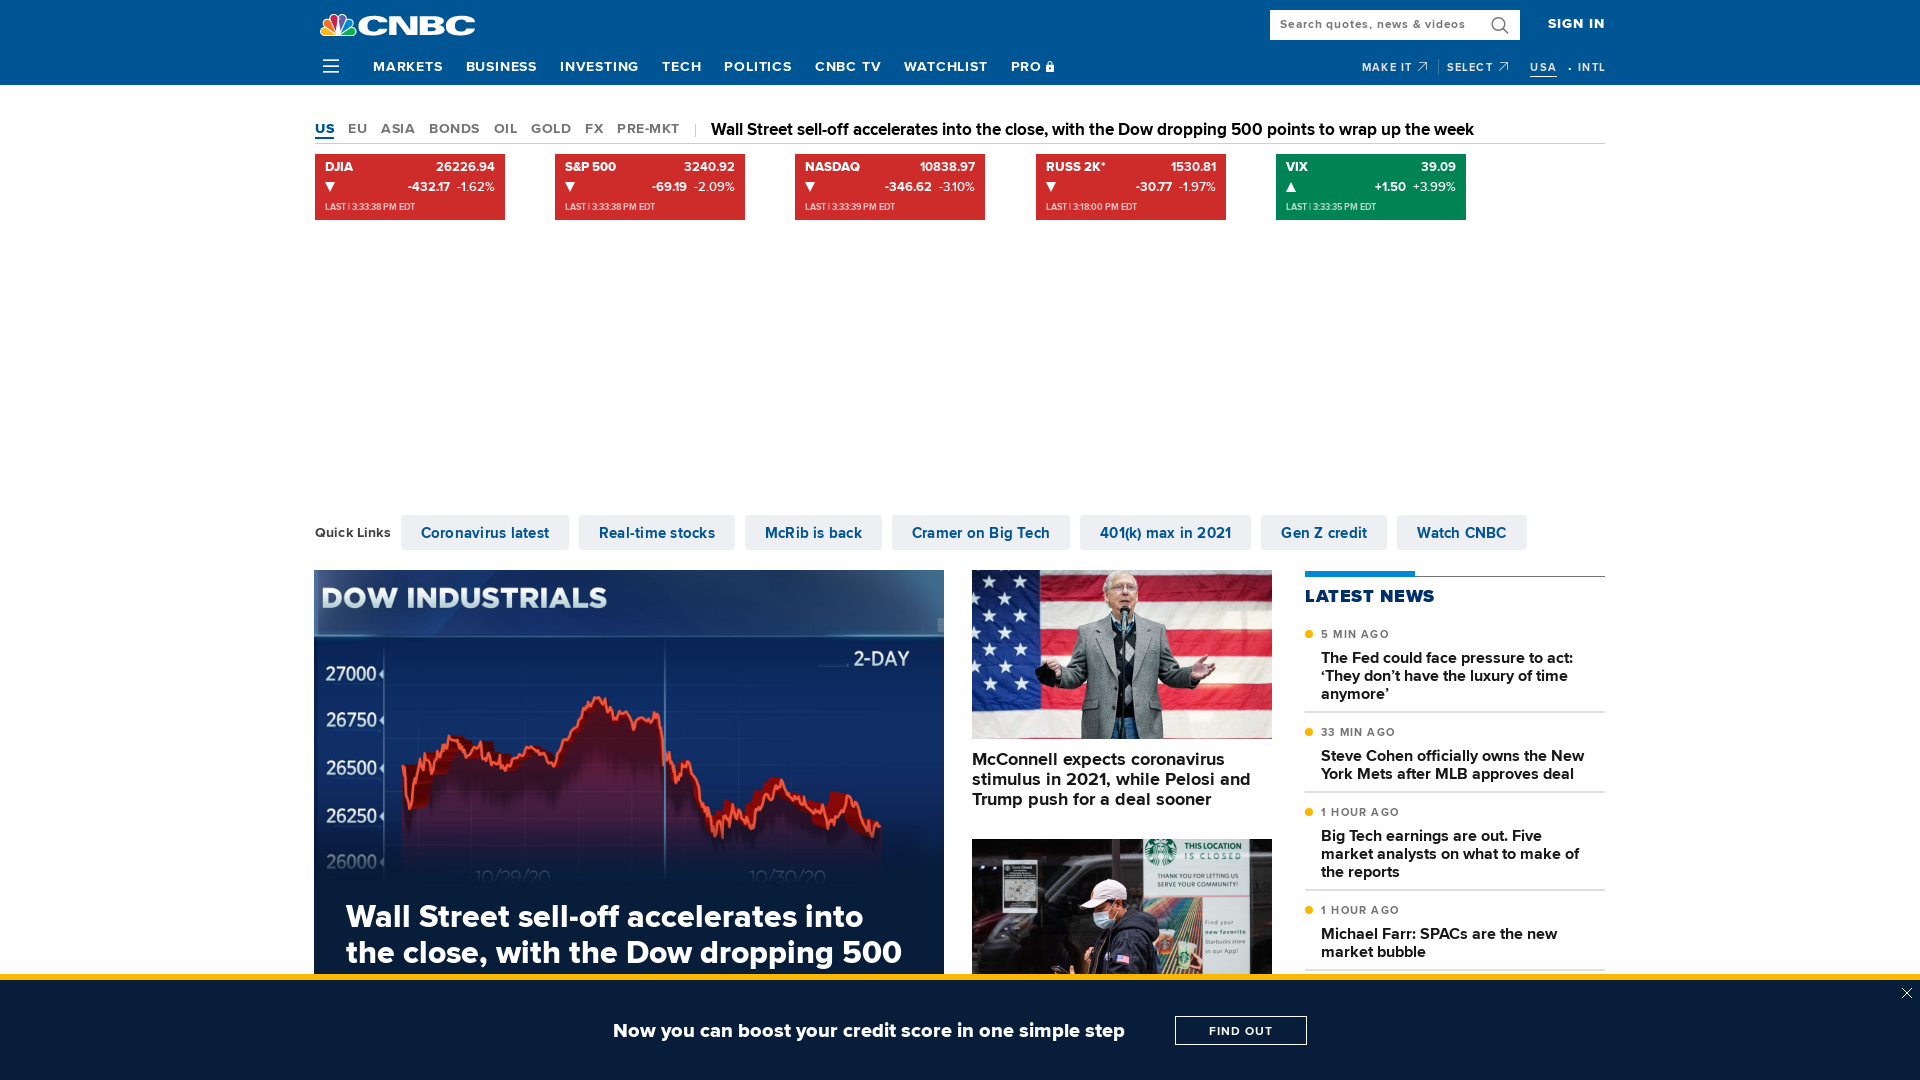 CNBC
Search quotes, news & videos
SIGN IN
MARKETS BUSINESS INVESTING TECH POLITICS CNBC TV WATCHLIST PRO
MAKE IT SELECT USA • INTL
US EU ASIA BONDS OIL GOLD FX PRE-MKT
Wall Street sell-off accelerates into the close, with the Dow dropping 500 points to wrap up the week
DJIA 26226.94
-432.17 -1.62%
LAST | 3:33:38 PM EDT
S&P 500 3240.92
-69.19 -2.09%
LAST | 3:33:38 PM EDT
NASDAQ 10838.97
-346.62 -3.10%
LAST | 3:33:39 PM EDT
RUSS 2K* 1530.81
-30.77 -1.97%
LAST | 3:18:00 PM EDT
VIX 39.09
+1.50 +3.99%
LAST | 3:33:35 PM EDT
Quick Links
Coronavirus latest
Real-time stocks
McRib is back
Cramer on Big Tech
401(k) max in 2021
Gen Z credit
Watch CNBC
DOW INDUSTRIALS
2-DAY
27000
26750
26500
26250
26000
10/29/20 10/30/20
Wall Street sell-off accelerates into
the close, with the Dow dropping 500
McConnell expects coronavirus
stimulus in 2021, while Pelosi and
Trump push for a deal sooner
THIS LOCATION
IS CLOSED
THANK YOU FOR LETTING US
SERVE YOUR COMMUNITY!
Find your
new favorite
Starbucks store
in our App!
LATEST NEWS
5 MIN AGO
The Fed could face pressure to act:
‘They don’t have the luxury of time
anymore’
33 MIN AGO
Steve Cohen officially owns the New
York Mets after MLB approves deal
1 HOUR AGO
Big Tech earnings are out. Five
market analysts on what to make of
the reports
1 HOUR AGO
Michael Farr: SPACs are the new
market bubble
Now you can boost your credit score in one simple step
FIND OUT